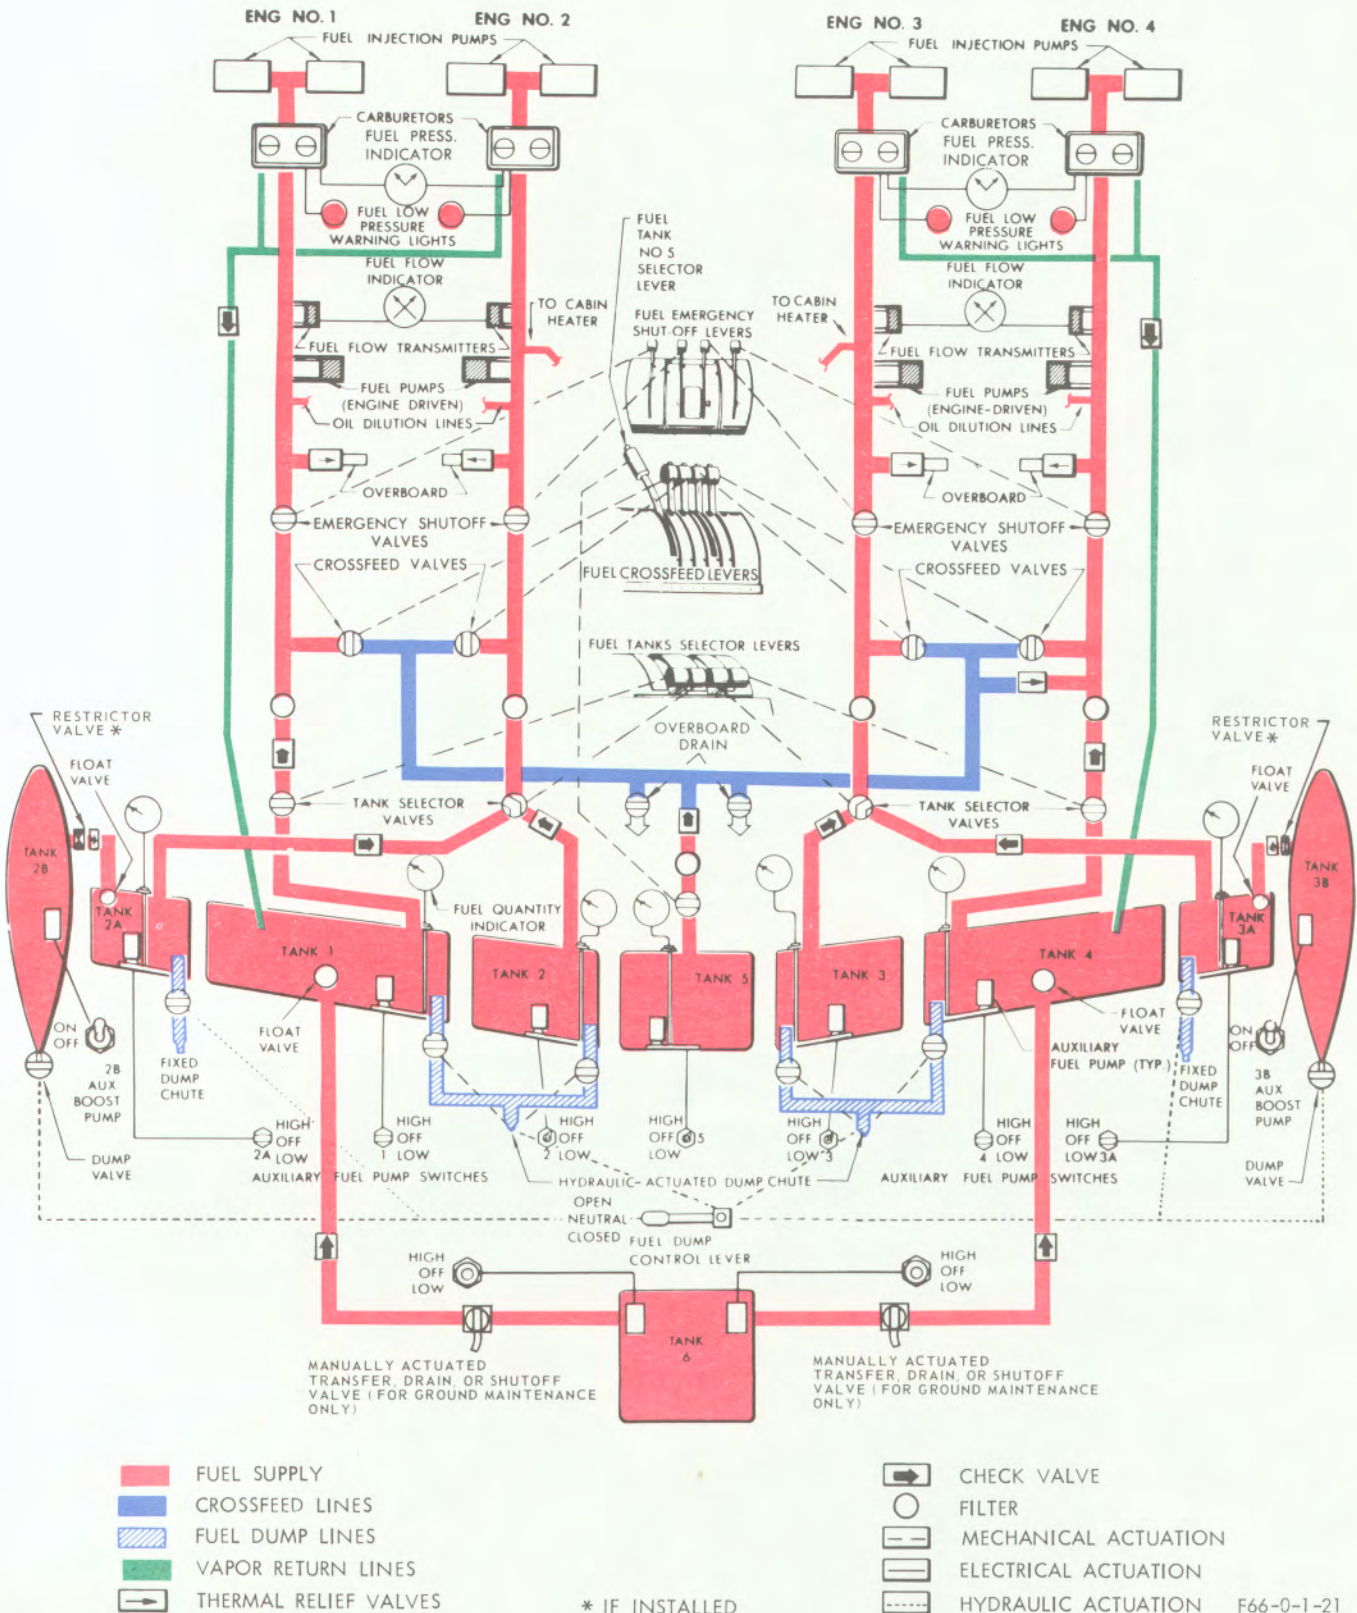 ENG NO. 1
ENG NO. 2
ENG NO. 3
ENG NO. 4
FUEL INJECTION PUMPS
FUEL INJECTION PUMPS
CARBURETORS
FUEL PRESS.
INDICATOR
CARBURETORS
FUEL PRESS.
INDICATOR
FUEL LOW
PRESSURE
WARNING LIGHTS
FUEL LOW
PRESSURE
WARNING LIGHTS
FUEL
TANK
NO 5
SELECTOR
LEVER
FUEL FLOW
INDICATOR
FUEL FLOW
INDICATOR
TO CABIN
HEATER
FUEL EMERGENCY
SHUT-OFF LEVERS
TO CABIN
HEATER
FUEL FLOW TRANSMITTERS
FUEL FLOW TRANSMITTERS
FUEL PUMPS
(ENGINE DRIVEN)
OIL DILUTION LINES
FUEL PUMPS
(ENGINE-DRIVEN)
OIL DILUTION LINES
OVERBOARD
OVERBOARD
EMERGENCY SHUTOFF
VALVES
EMERGENCY SHUTOFF
VALVES
CROSSFEED VALVES
FUEL CROSSFEED LEVERS
CROSSFEED VALVES
FUEL TANKS SELECTOR LEVERS
RESTRICTOR
VALVE *
FLOAT
VALVE
OVERBOARD
DRAIN
RESTRICTOR
VALVE *
FLOAT
VALVE
TANK SELECTOR
VALVES
TANK SELECTOR
VALVES
TANK
2B
TANK
2A
FUEL QUANTITY
INDICATOR
TANK
3A
TANK
3B
TANK 1
TANK 2
TANK 5
TANK 3
TANK 4
ON
OFF
2B
AUX
BOOST
PUMP
FIXED
DUMP
CHUTE
FLOAT
VALVE
AUXILIARY
FUEL PUMP (TYP.)
FLOAT
VALVE
FIXED
DUMP
CHUTE
ON
OFF
3B
AUX
BOOST
PUMP
DUMP
VALVE
HIGH
OFF
LOW
2A
HIGH
OFF
LOW
1
HIGH
OFF
LOW
2
HIGH
OFF
LOW
5
HIGH
OFF
LOW
3
HIGH
OFF
LOW
4
HIGH
OFF
LOW
3A
DUMP
VALVE
AUXILIARY FUEL PUMP SWITCHES
HYDRAULIC-ACTUATED DUMP CHUTE
AUXILIARY FUEL PUMP SWITCHES
OPEN
NEUTRAL
CLOSED
FUEL DUMP
CONTROL LEVER
HIGH
OFF
LOW
HIGH
OFF
LOW
TANK
6
MANUALLY ACTUATED
TRANSFER, DRAIN, OR SHUTOFF
VALVE (FOR GROUND MAINTENANCE
ONLY)
MANUALLY ACTUATED
TRANSFER, DRAIN, OR SHUTOFF
VALVE (FOR GROUND MAINTENANCE
ONLY)
FUEL SUPPLY
CROSSFEED LINES
FUEL DUMP LINES
VAPOR RETURN LINES
THERMAL RELIEF VALVES
* IF INSTALLED
CHECK VALVE
FILTER
MECHANICAL ACTUATION
ELECTRICAL ACTUATION
HYDRAULIC ACTUATION
F66-0-1-21